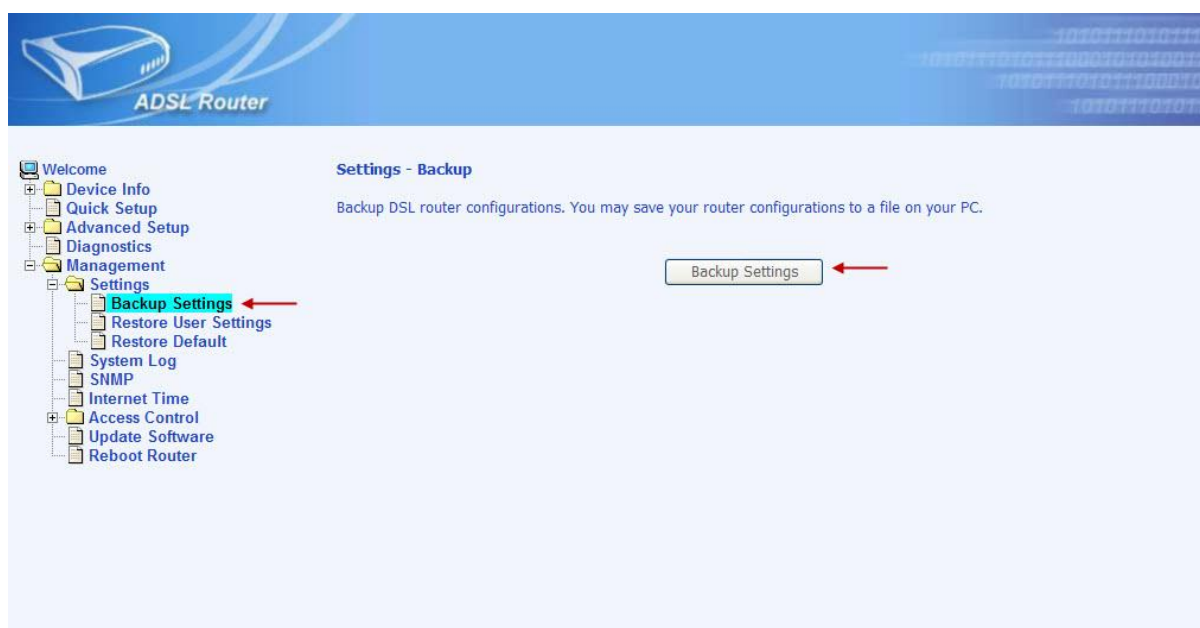 ADSL Router
Welcome
Device Info
Quick Setup
Advanced Setup
Diagnostics
Management
Settings
Backup Settings
Restore User Settings
Restore Default
System Log
SNMP
Internet Time
Access Control
Update Software
Reboot Router
Settings - Backup
Backup DSL router configurations. You may save your router configurations to a file on your PC.
Backup Settings